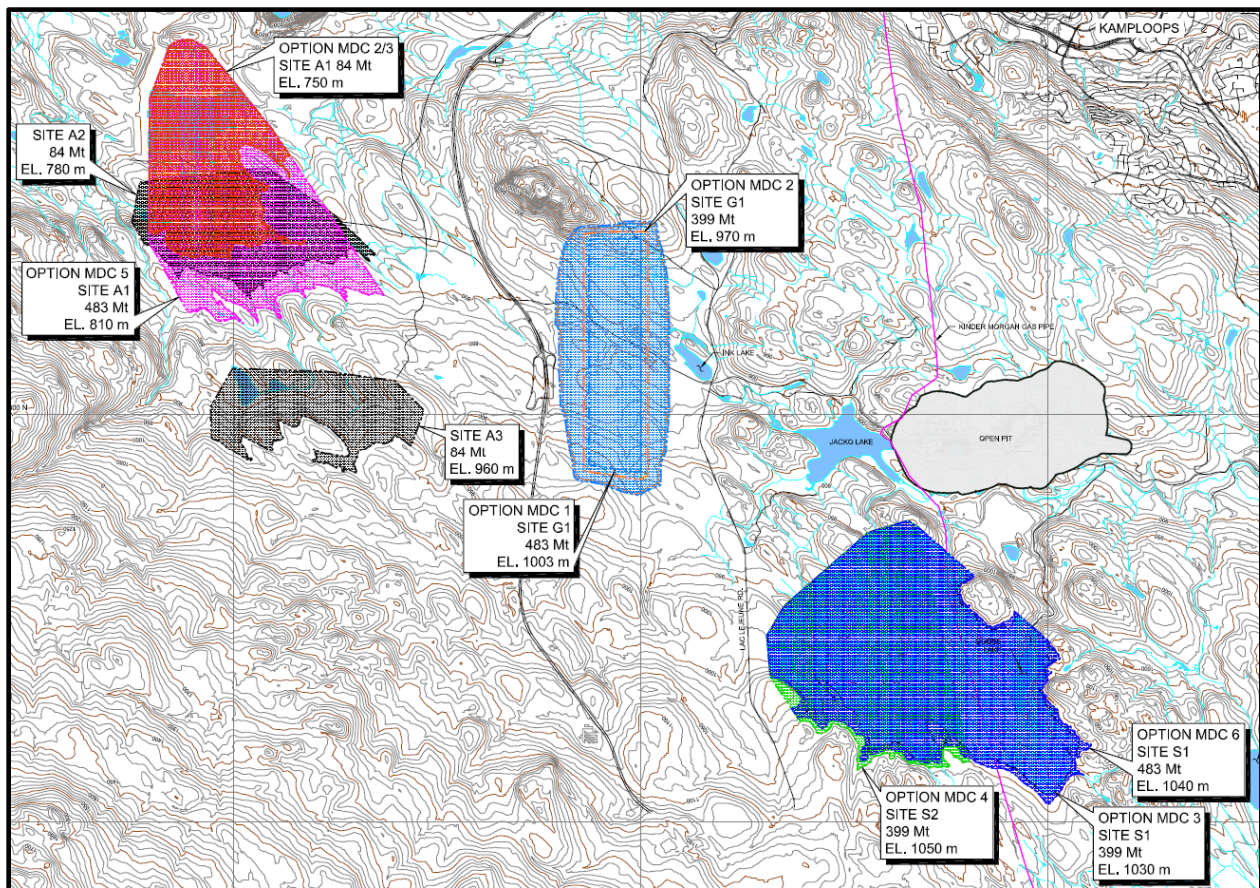 KAMPLOOPS
OPTION MDC 2/3
SITE A1 84 Mt
EL. 750 m
SITE A2
84 Mt
EL. 780 m
OPTION MDC 2
SITE G1
399 Mt
EL. 970 m
OPTION MDC 5
SITE A1
483 Mt
EL. 810 m
KINDER MORGAN GAS PIPE
INK LAKE
SITE A3
84 Mt
EL. 960 m
JACKO LAKE
OPEN PIT
OPTION MDC 1
SITE G1
483 Mt
EL. 1003 m
LAC LEJEUNE RD.
OPTION MDC 6
SITE S1
483 Mt
EL. 1040 m
OPTION MDC 4
SITE S2
399 Mt
EL. 1050 m
OPTION MDC 3
SITE S1
399 Mt
EL. 1030 m